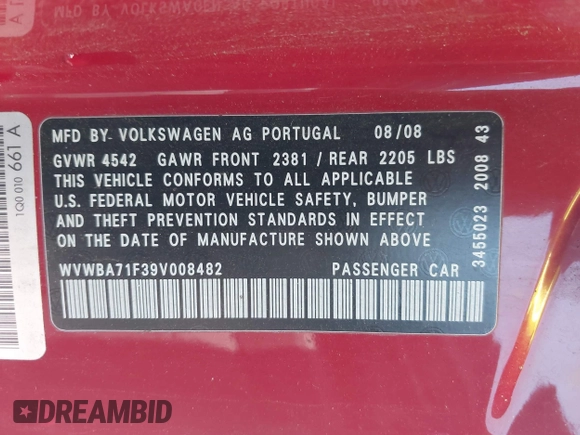 MFD BY. VOLKSWAGEN AG PORTUGAL 08/08
GVWR 4542 GAWR FRONT 2381 / REAR 2205 LBS
THIS VEHICLE CONFORMS TO ALL APPLICABLE
U.S. FEDERAL MOTOR VEHICLE SAFETY, BUMPER
AND THEFT PREVENTION STANDARDS IN EFFECT
ON THE DATE OF MANUFACTURE SHOWN ABOVE
WVWBA71F39V008482 PASSENGER CAR
3455023 2008 43
1Q0 010 661 A
DREAMBID